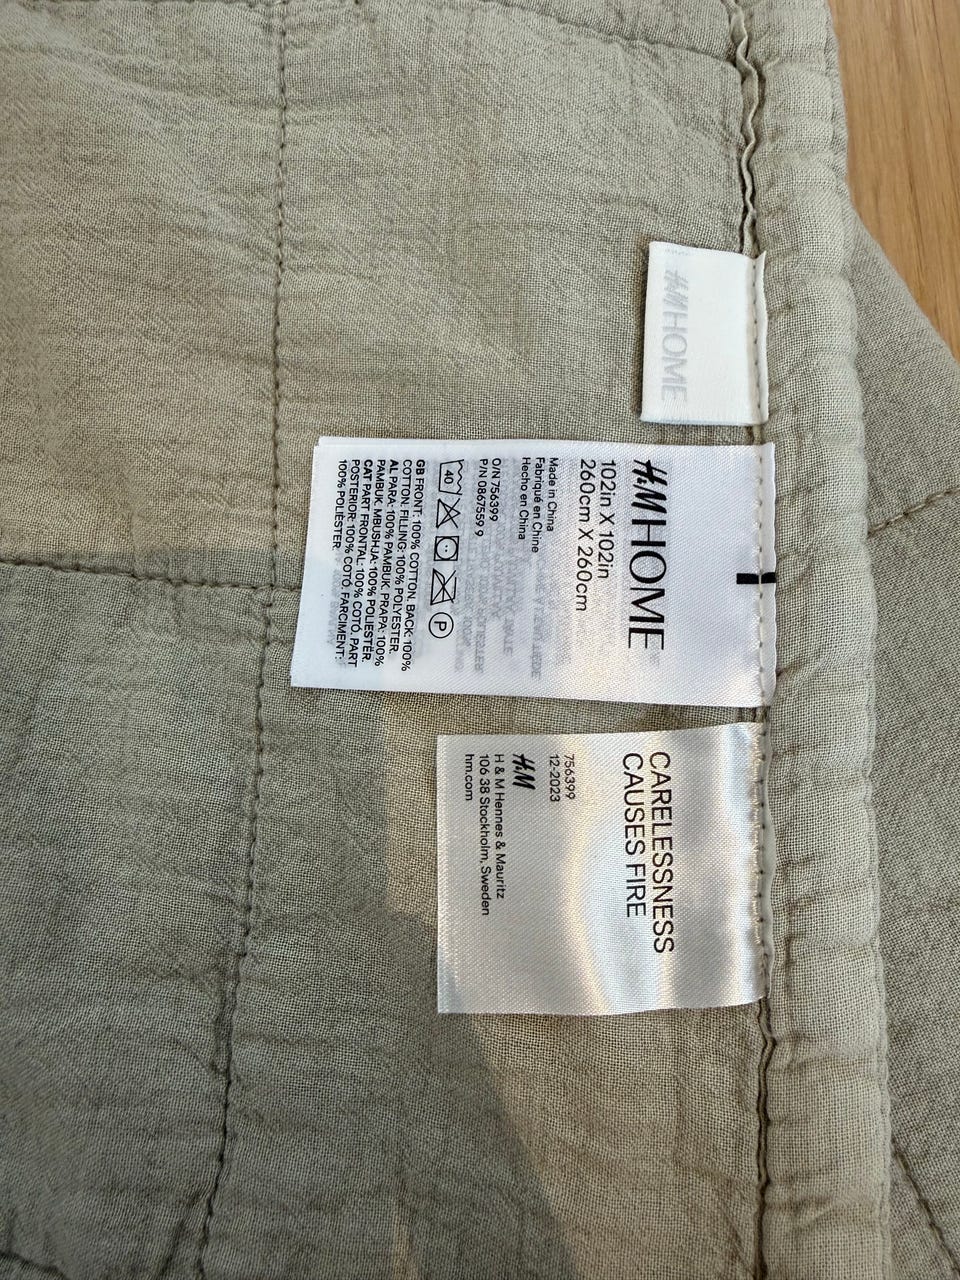 H&M HOME
H&M HOME
102in X 102in
260cm X 260cm
Made in China
Fabriqué en Chine
Hecho en China
O/N 756399
P/N 0867559 9
40
P
GB FRONT: 100% COTTON. BACK: 100%
COTTON. FILLING: 100% POLYESTER.
AL PARA: 100% PAMBUK. PRAPA: 100%
PAMBUK. MBUSHJA: 100% POLIESTËR.
CAT PART FRONTAL: 100% COTÓ. PART
POSTERIOR: 100% COTÓ. FARCIMENT:
100% POLIÈSTER.
CARELESSNESS
CAUSES FIRE
756399
12-2023
H&M
H & M Hennes & Mauritz
106 38 Stockholm, Sweden
hm.com